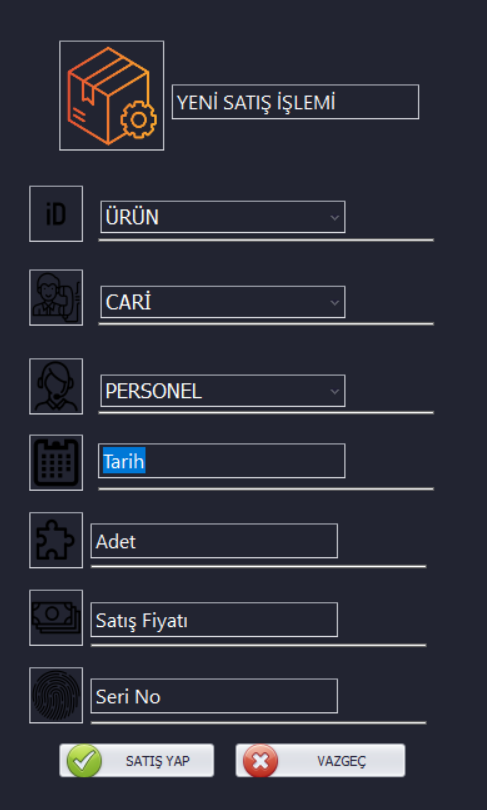 YENİ SATIŞ İŞLEMİ
iD
ÜRÜN
CARİ
PERSONEL
Tarih
Adet
Satış Fiyatı
Seri No
SATIŞ YAP
VAZGEÇ